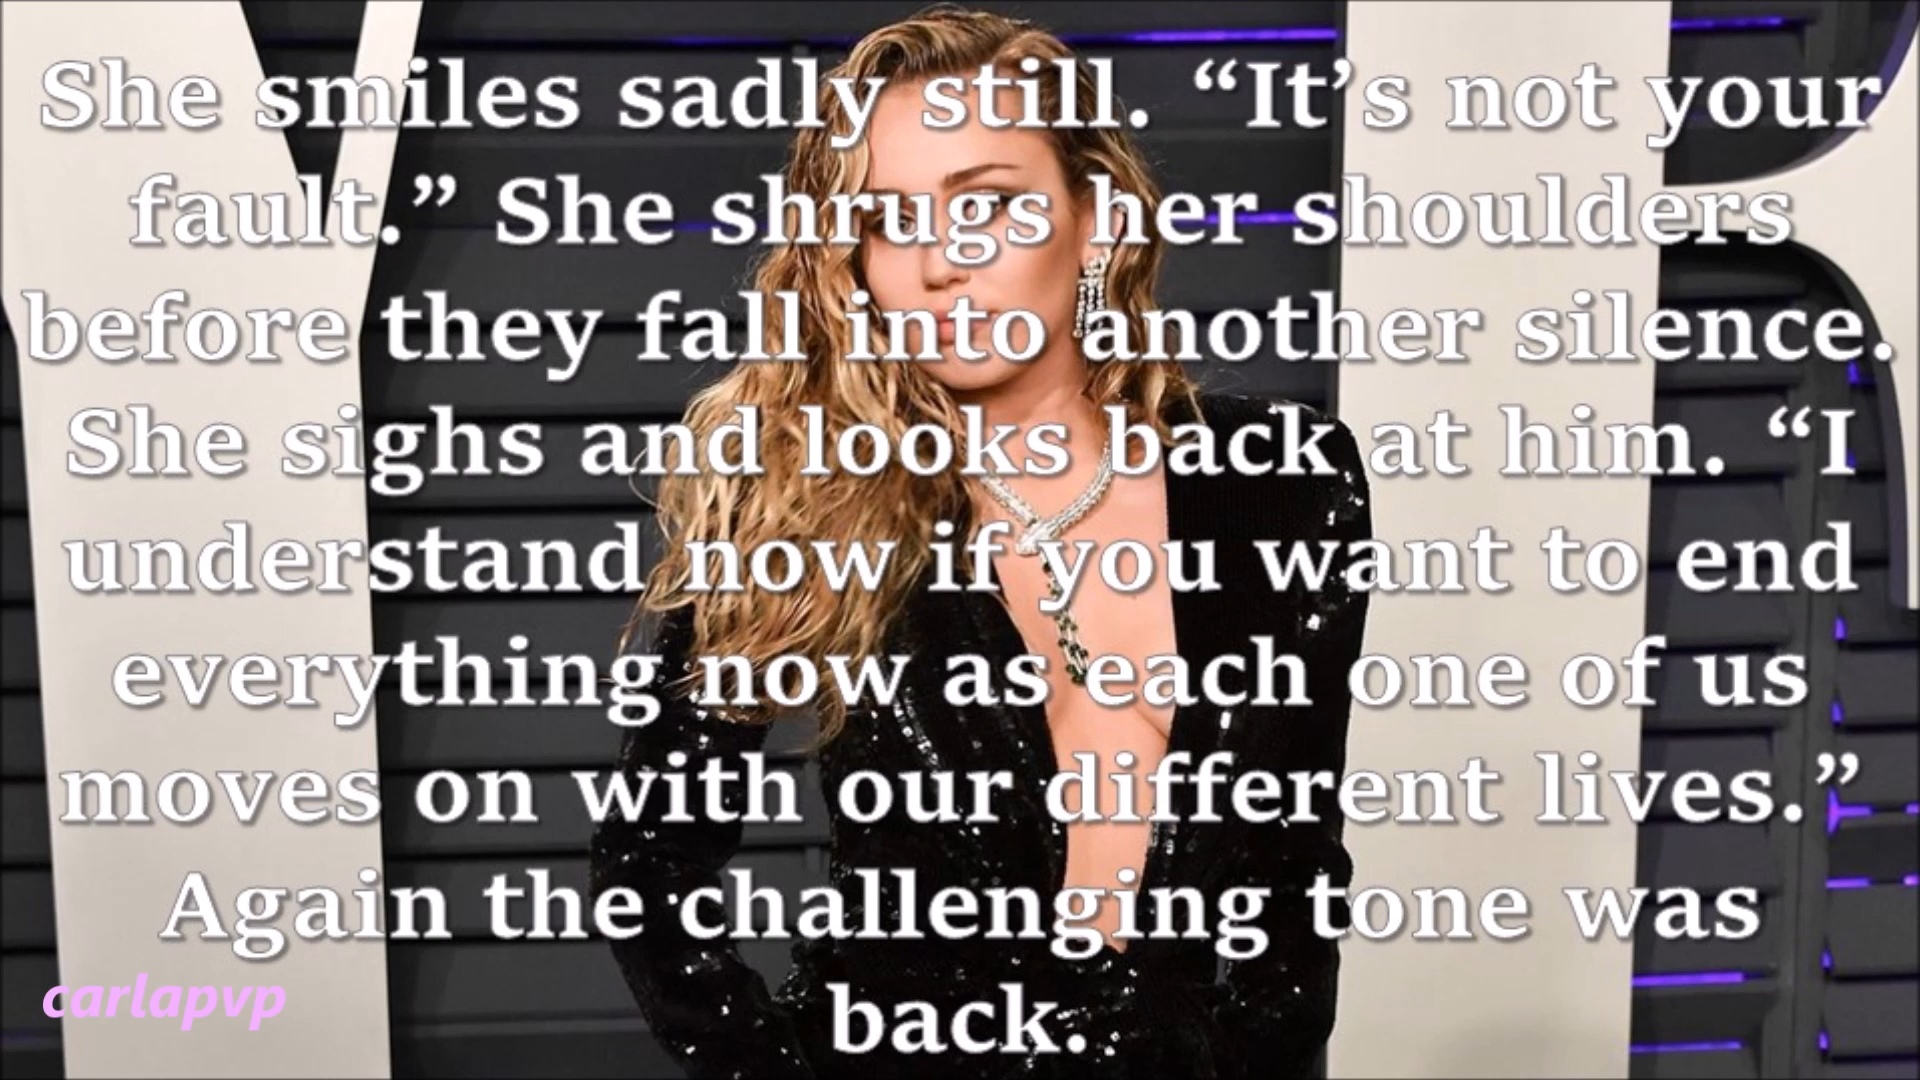 She smiles sadly still. “It’s not your
fault.” She shrugs her shoulders
before they fall into another silence.
She sighs and looks back at him. “I
understand now if you want to end
everything now as each one of us
moves on with our different lives.”
Again the challenging tone was
back.
carlapvp